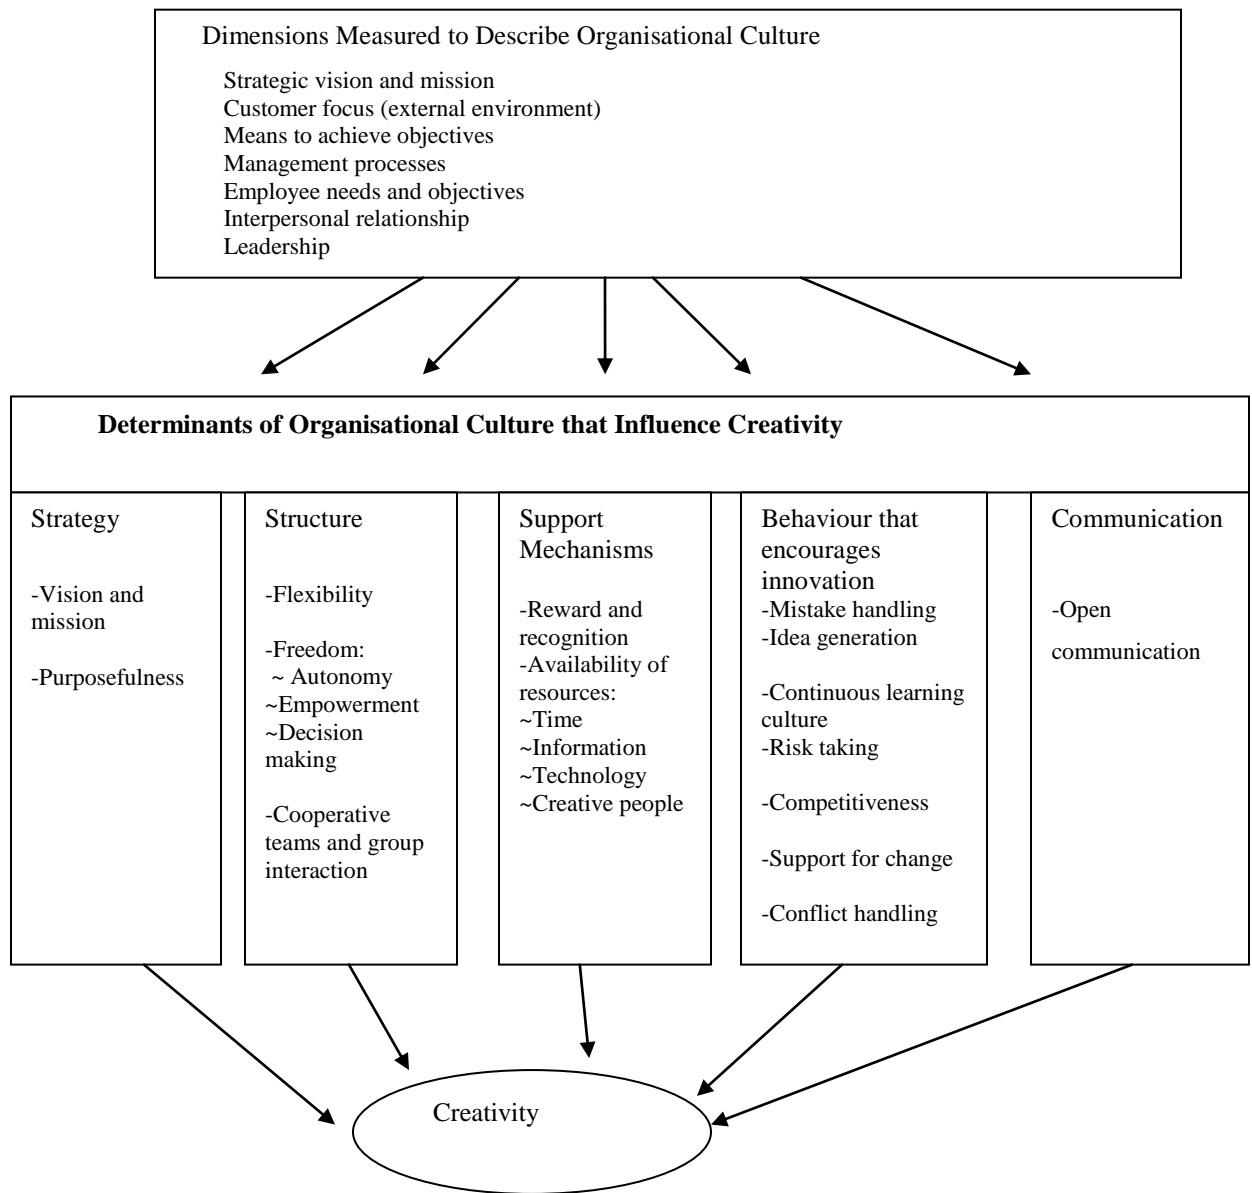 Dimensions Measured to Describe Organisational Culture
Strategic vision and mission
Customer focus (external environment)
Means to achieve objectives
Management processes
Employee needs and objectives
Interpersonal relationship
Leadership
Determinants of Organisational Culture that Influence Creativity
Strategy
-Vision and
mission
-Purposefulness
Structure
-Flexibility
-Freedom:
~ Autonomy
~Empowerment
~Decision
making
-Cooperative
teams and group
interaction
Support
Mechanisms
-Reward and
recognition
-Availability of
resources:
~Time
~Information
~Technology
~Creative people
Behaviour that
encourages
innovation
-Mistake handling
-Idea generation
-Continuous learning
culture
-Risk taking
-Competitiveness
-Support for change
-Conflict handling
Communication
-Open
communication
Creativity